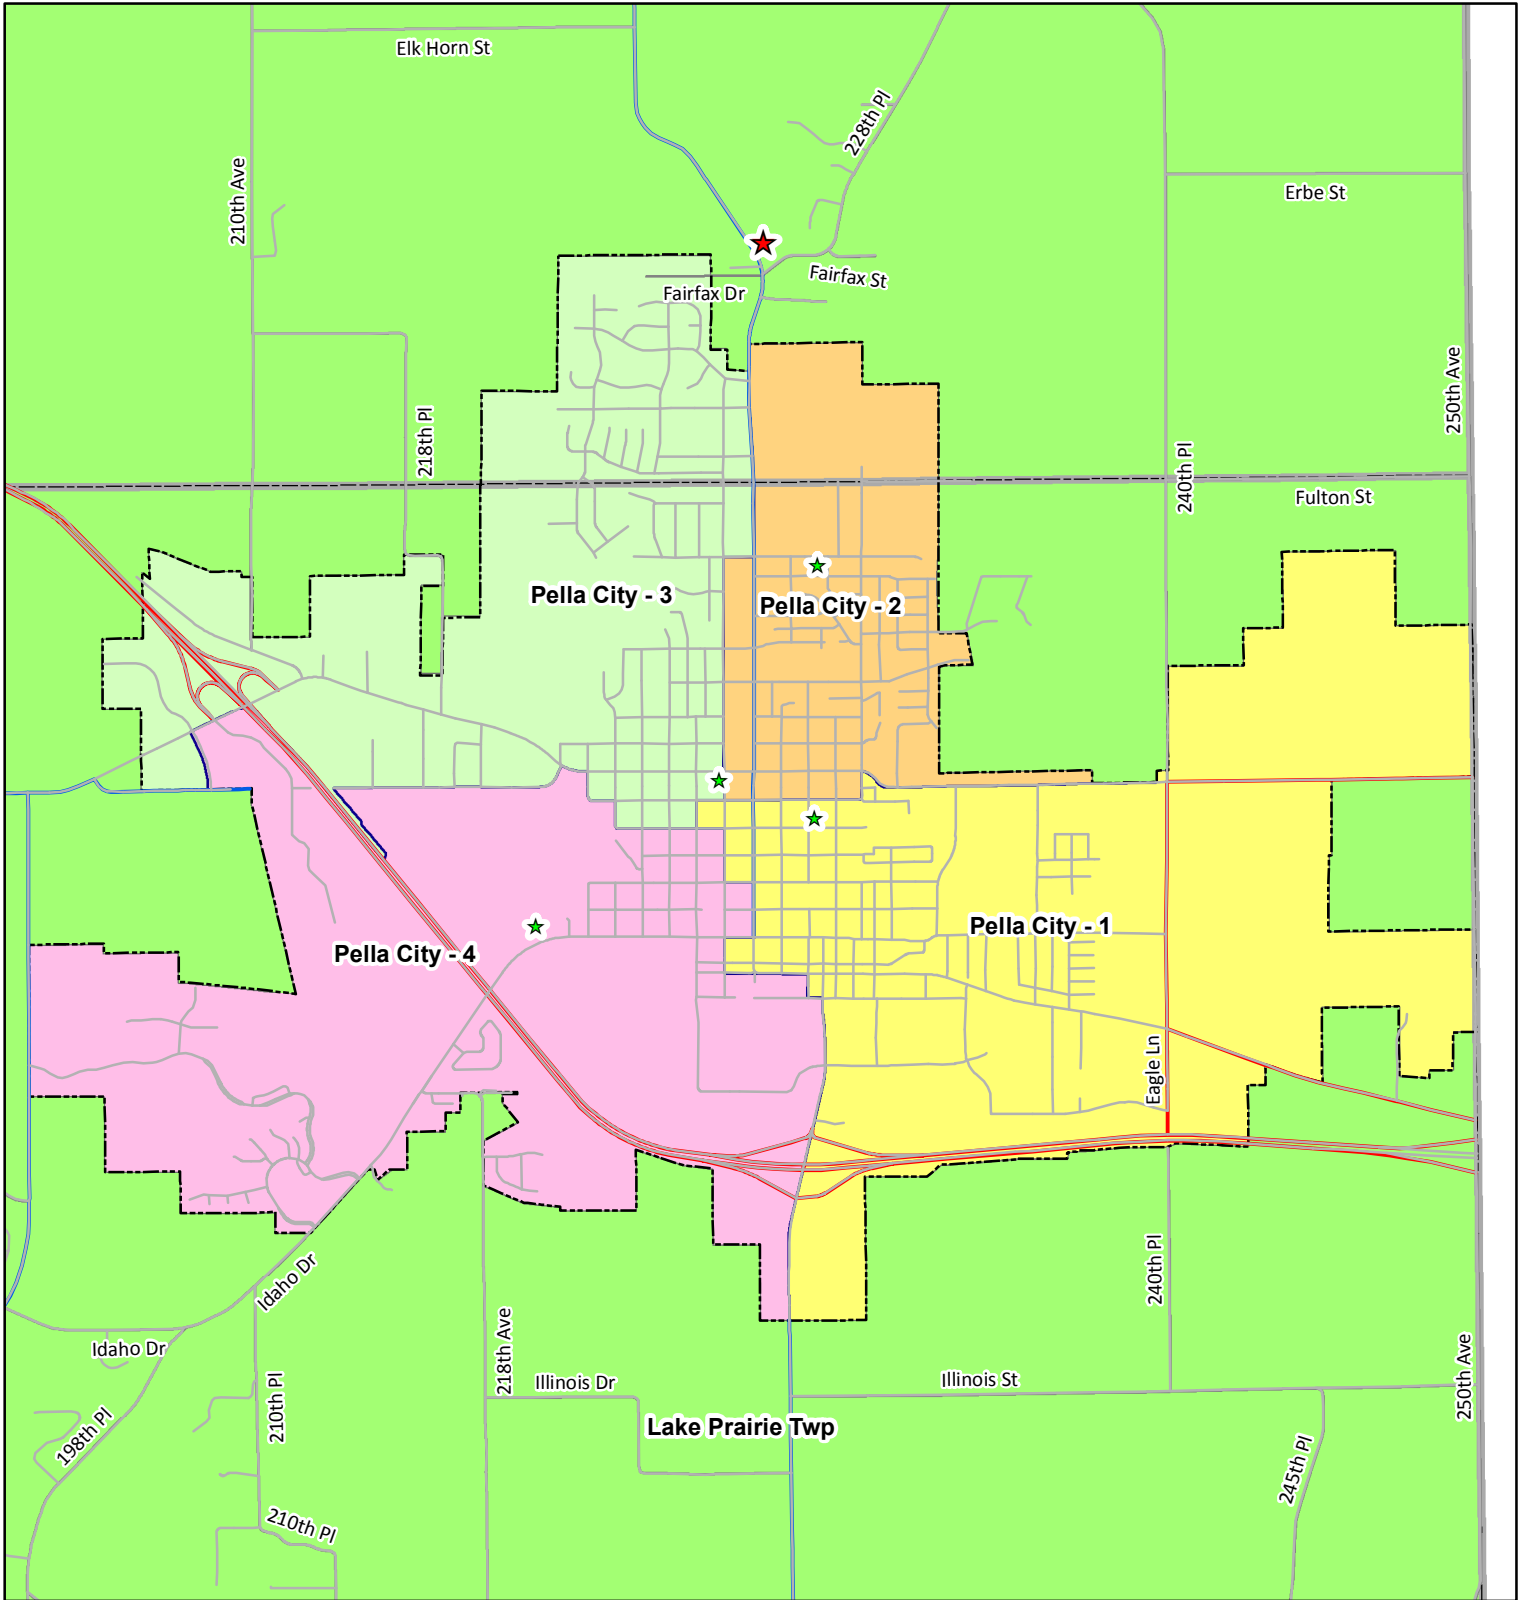 Elk Horn St
228th Pl
210th Ave
Erbe St
Fairfax St
Fairfax Dr
250th Ave
218th Pl
240th Pl
Fulton St
Pella City - 3
Pella City - 2
Pella City - 1
Pella City - 4
Eagle Ln
240th Pl
Idaho Dr
Idaho Dr
218th Ave
250th Ave
Illinois Dr
Illinois St
210th Pl
198th Pl
Lake Prairie Twp
245th Pl
210th Pl